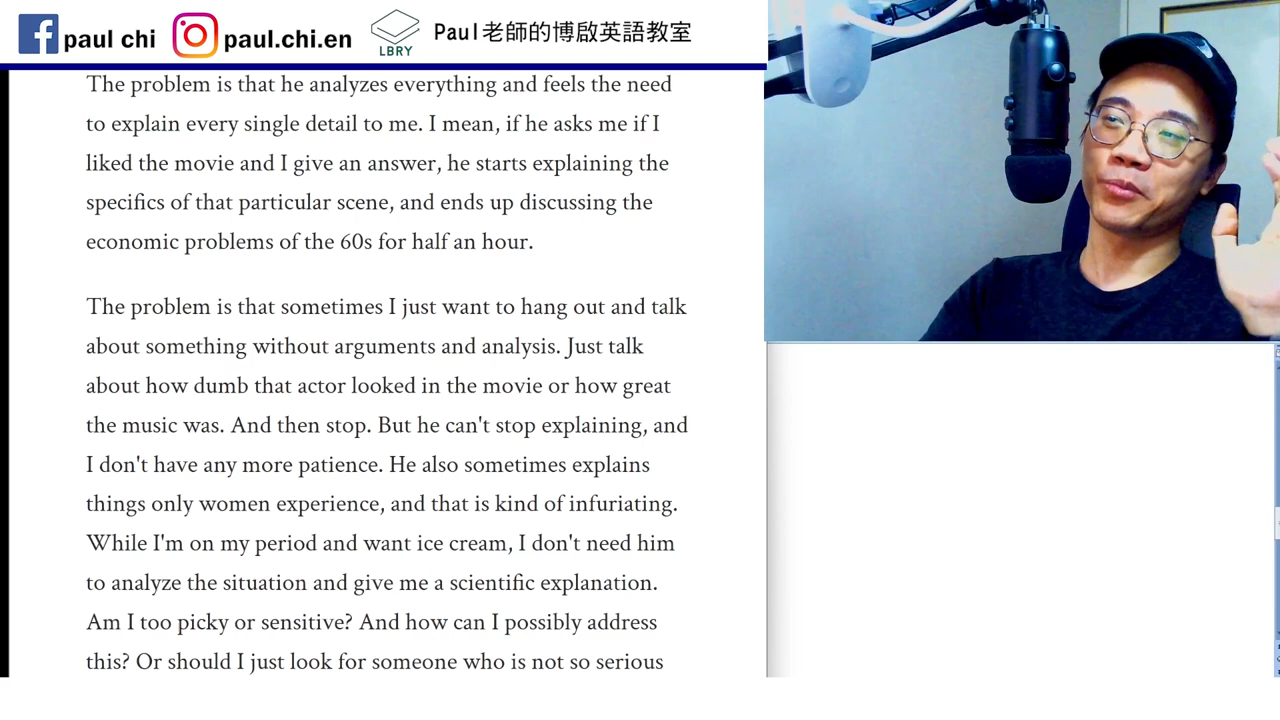 paul chi
paul.chi.en
LBRY
Paul老師的博啟英語教室
The problem is that he analyzes everything and feels the need
to explain every single detail to me. I mean, if he asks me if I
liked the movie and I give an answer, he starts explaining the
specifics of that particular scene, and ends up discussing the
economic problems of the 60s for half an hour.
The problem is that sometimes I just want to hang out and talk
about something without arguments and analysis. Just talk
about how dumb that actor looked in the movie or how great
the music was. And then stop. But he can't stop explaining, and
I don't have any more patience. He also sometimes explains
things only women experience, and that is kind of infuriating.
While I'm on my period and want ice cream, I don't need him
to analyze the situation and give me a scientific explanation.
Am I too picky or sensitive? And how can I possibly address
this? Or should I just look for someone who is not so serious